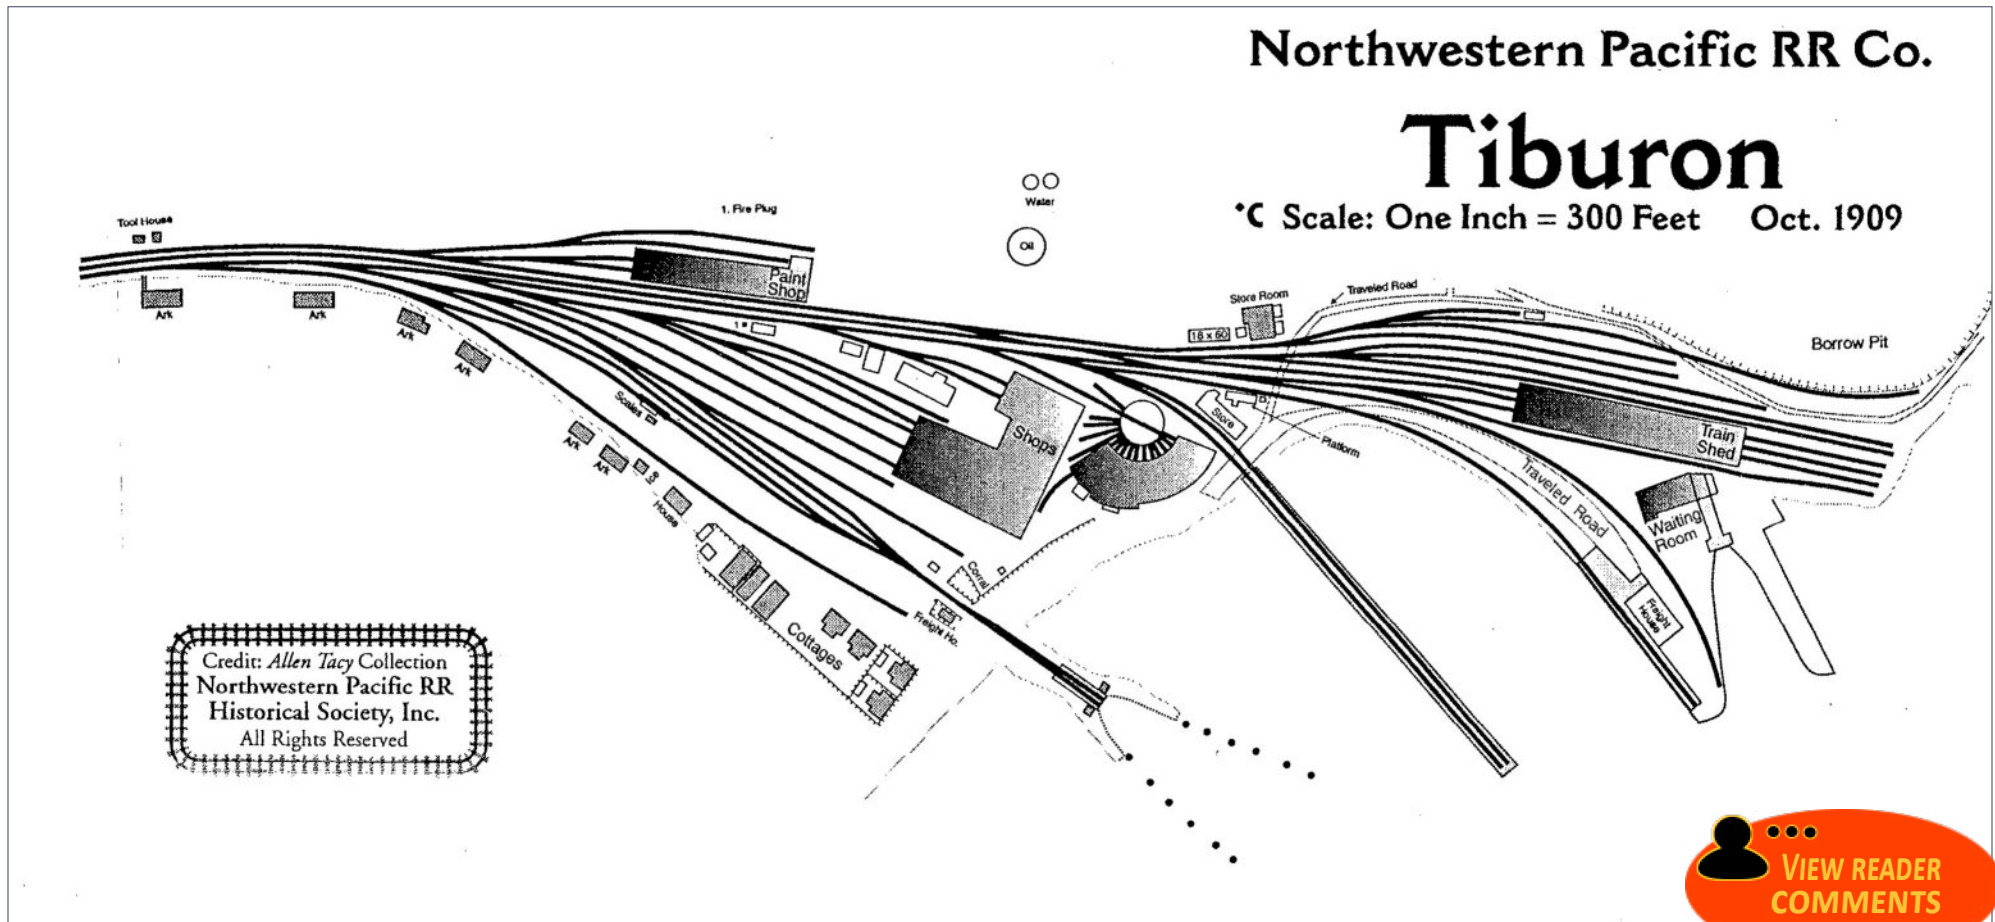 Northwestern Pacific RR Co.
Tiburon
°C Scale: One Inch = 300 Feet Oct. 1909
Tool House
1. Fire Plug
Water
Oil
Paint
Shop
Store Room
Traveled Road
16 x 60
Borrow Pit
Ark
Ark
Ark
Ark
Scales
Ark
Ark
House
Shops
Store
Platform
Train
Shed
Traveled Road
Waiting
Room
Freight
House
Corral
Freight Ho.
Cottages
Credit: Allen Tacy Collection
Northwestern Pacific RR
Historical Society, Inc.
All Rights Reserved
VIEW READER
COMMENTS